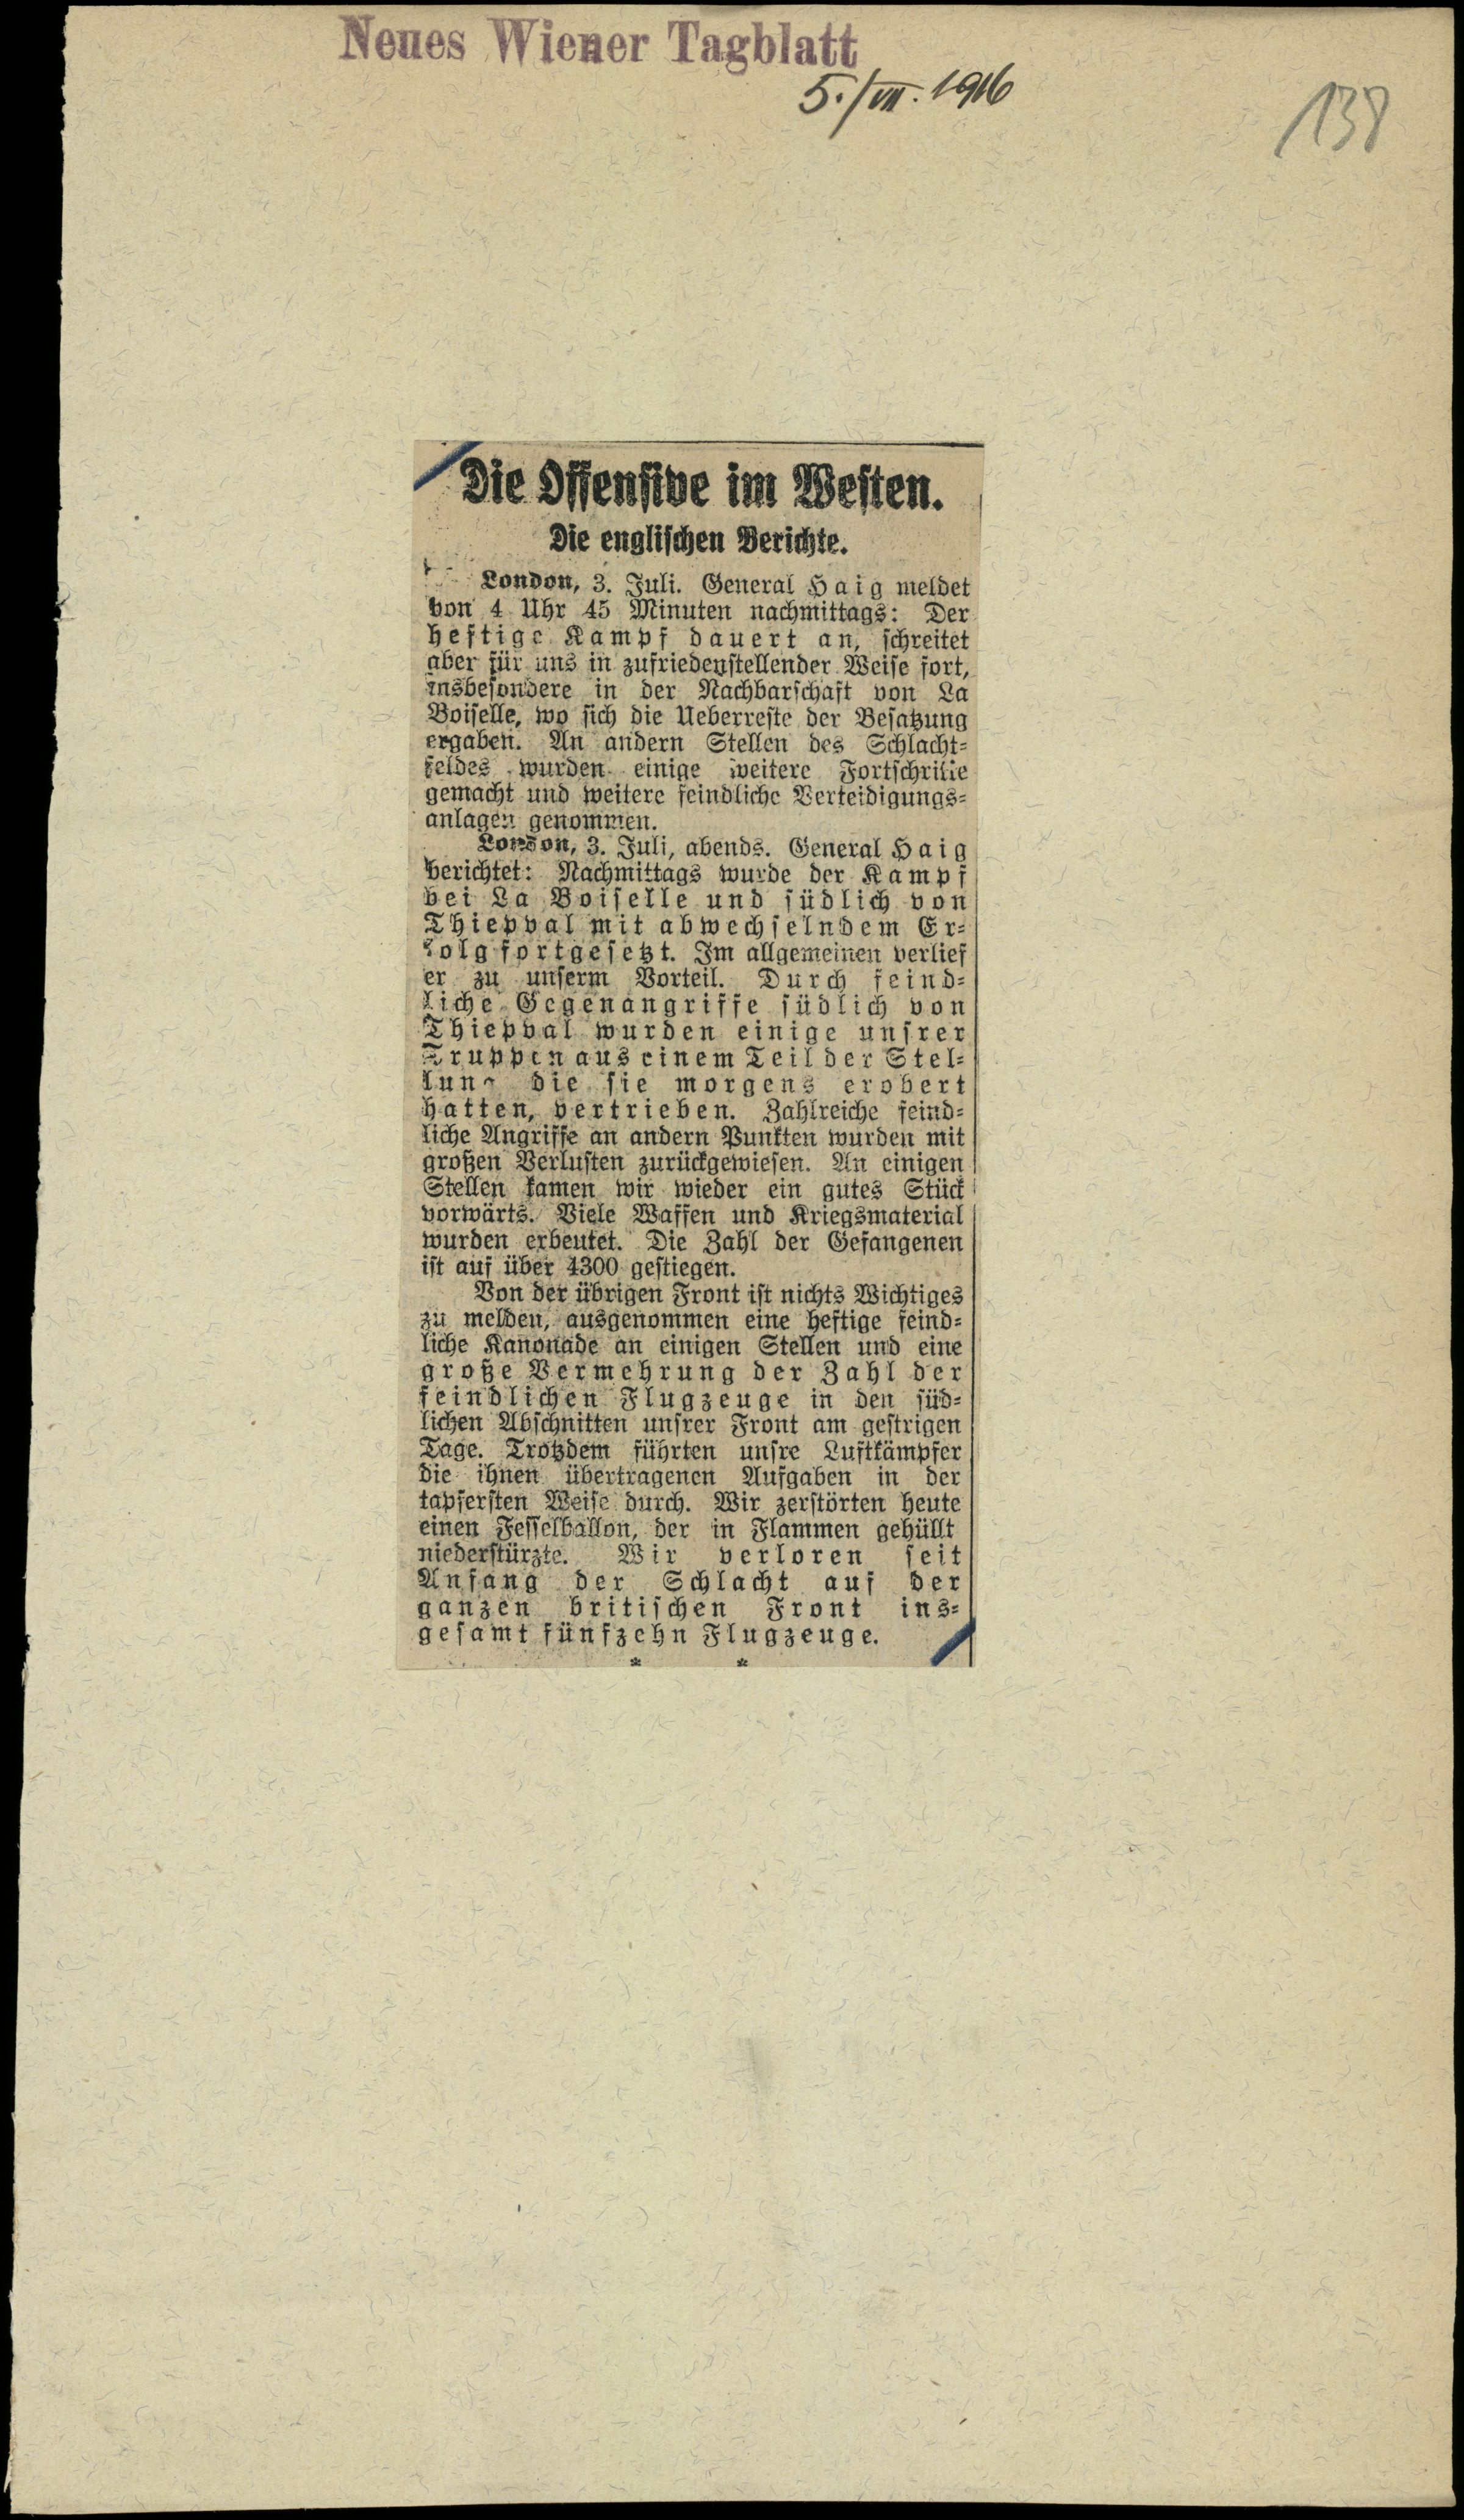 Neues Wiener Tagblatt
5./VII. 1916
138
Die Offensive im Westen.
Die englischen Berichte.
London, 3. Juli. General Haig meldet
von 4 Uhr 45 Minuten nachmittags: Der
heftige Kampf dauert an, schreitet
aber für uns in zufriedenstellender Weise fort,
insbesondere in der Nachbarschaft von La
Boiselle, wo sich die Ueberreste der Besatzung
ergaben. An andern Stellen des Schlacht-
feldes wurden einige weitere Fortschritte
gemacht und weitere feindliche Verteidigungs-
anlagen genommen.
London, 3. Juli, abends. General Haig
berichtet: Nachmittags wurde der Kampf
bei La Boiselle und südlich von
Thiepval mit abwechselndem Er-
folg fortgesetzt. Im allgemeinen verlief
er zu unserm Vorteil. Durch feind-
liche Gegenangriffe südlich von
Thiepval wurden einige unsrer
Truppen aus einem Teil der Stel-
lung die sie morgens erobert
hatten, vertrieben. Zahlreiche feind-
liche Angriffe an andern Punkten wurden mit
großen Verlusten zurückgewiesen. An einigen
Stellen kamen wir wieder ein gutes Stück
vorwärts. Viele Waffen und Kriegsmaterial
wurden erbeutet. Die Zahl der Gefangenen
ist auf über 4300 gestiegen.
Von der übrigen Front ist nichts Wichtiges
zu melden, ausgenommen eine heftige feind-
liche Kanonade an einigen Stellen und eine
große Vermehrung der Zahl der
feindlichen Flugzeuge in den süd-
lichen Abschnitten unsrer Front am gestrigen
Tage. Trotzdem führten unsre Luftkämpfer
die ihnen übertragenen Aufgaben in der
tapfersten Weise durch. Wir zerstörten heute
einen Fesselballon, der in Flammen gehüllt
niederstürzte. Wir verloren seit
Anfang der Schlacht auf der
ganzen britischen Front ins-
gesamt fünfzehn Flugzeuge.
* *